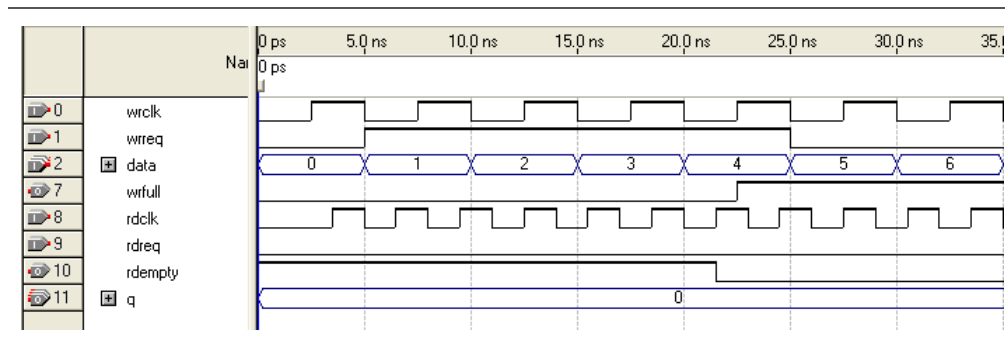 0 ps 5.0 ns 10.0 ns 15.0 ns 20.0 ns 25.0 ns 30.0 ns 35.
Nai 0 ps
0 wrclk
1 wrreq
2 data 0 1 2 3 4 5 6
7 wrfull
8 rdclk
9 rdreq
10 rdempty
11 q 0